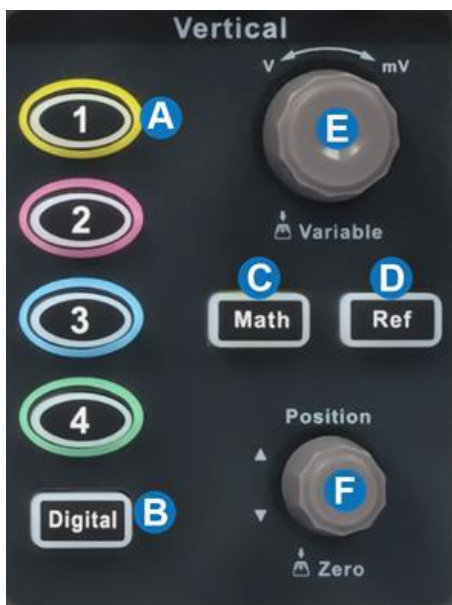 Vertical
V mV
1 A
E
2
Variable
C D
3 Math Ref
4
Position
Digital B
F
Zero